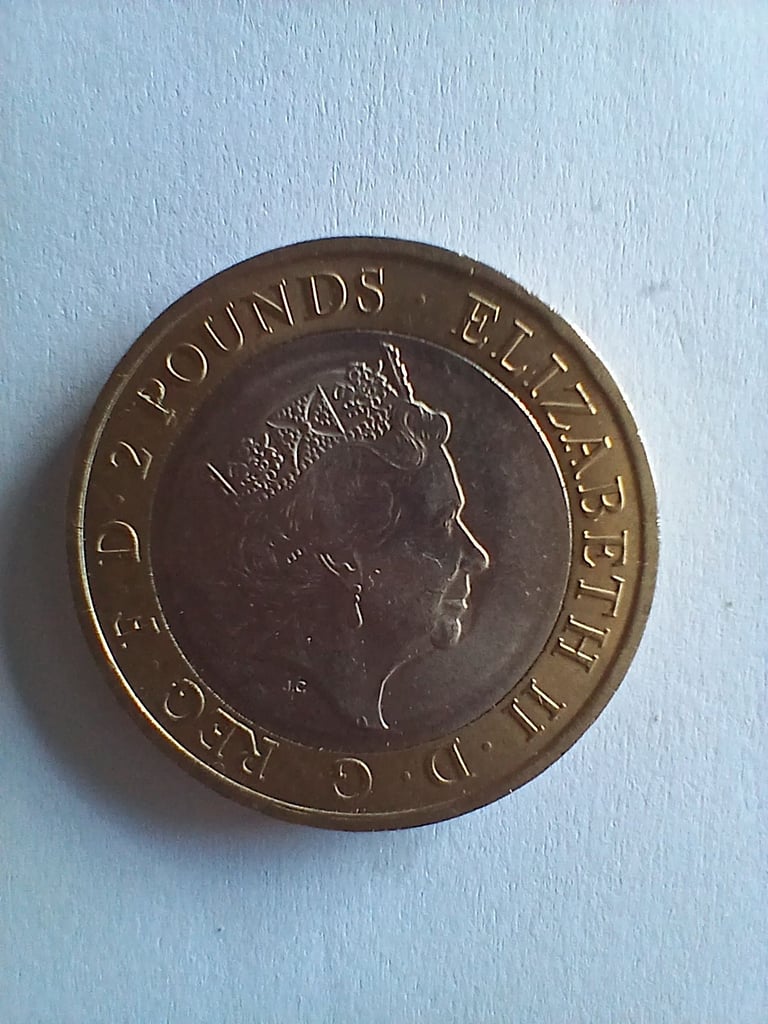 ELIZABETH II · D · G · REG · F · D · 2 POUNDS ·
J.C